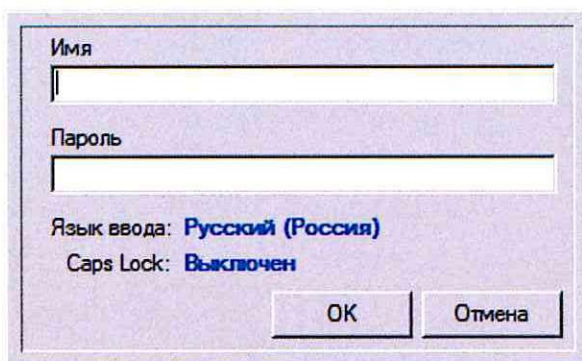 Имя
Пароль
Язык ввода: Русский (Россия)
Caps Lock: Выключен
OK Отмена